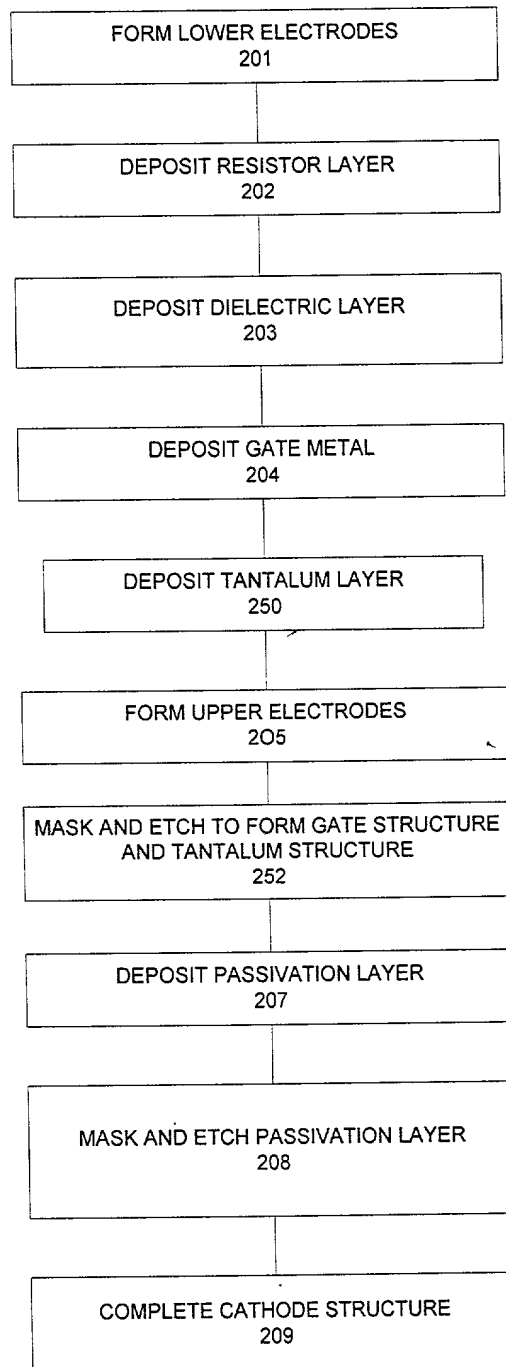 FORM LOWER ELECTRODES
201
DEPOSIT RESISTOR LAYER
202
DEPOSIT DIELECTRIC LAYER
203
DEPOSIT GATE METAL
204
DEPOSIT TANTALUM LAYER
250
FORM UPPER ELECTRODES
2O5
MASK AND ETCH TO FORM GATE STRUCTURE
AND TANTALUM STRUCTURE
252
DEPOSIT PASSIVATION LAYER
207
MASK AND ETCH PASSIVATION LAYER
208
COMPLETE CATHODE STRUCTURE
209